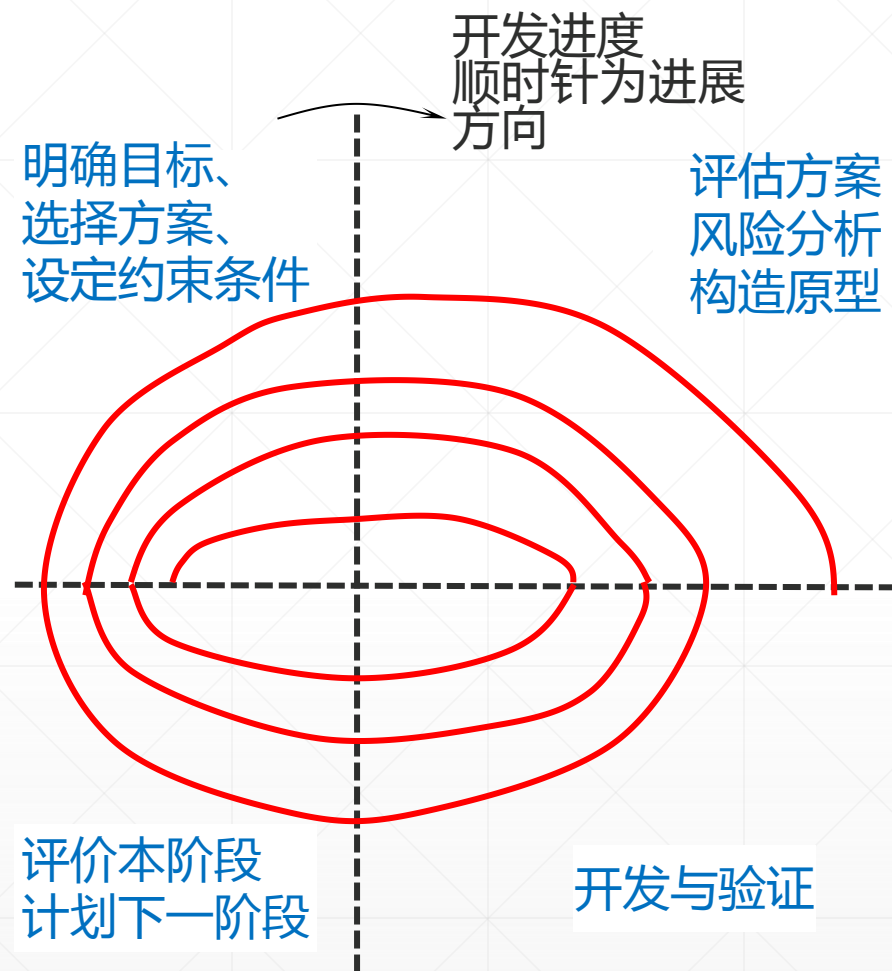 开发进度
顺时针为进展
方向
明确目标、
选择方案、
设定约束条件
评估方案
风险分析
构造原型
评价本阶段
计划下一阶段
开发与验证